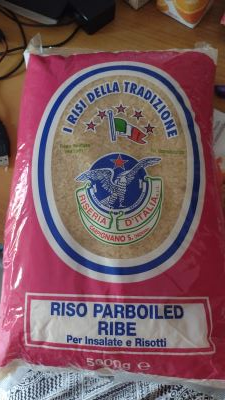 I RISI DELLA TRADIZIONE
RISERIA D'ITALIA
RISO PARBOILED
RIBE
Per Insalate e Risotti
5000g e